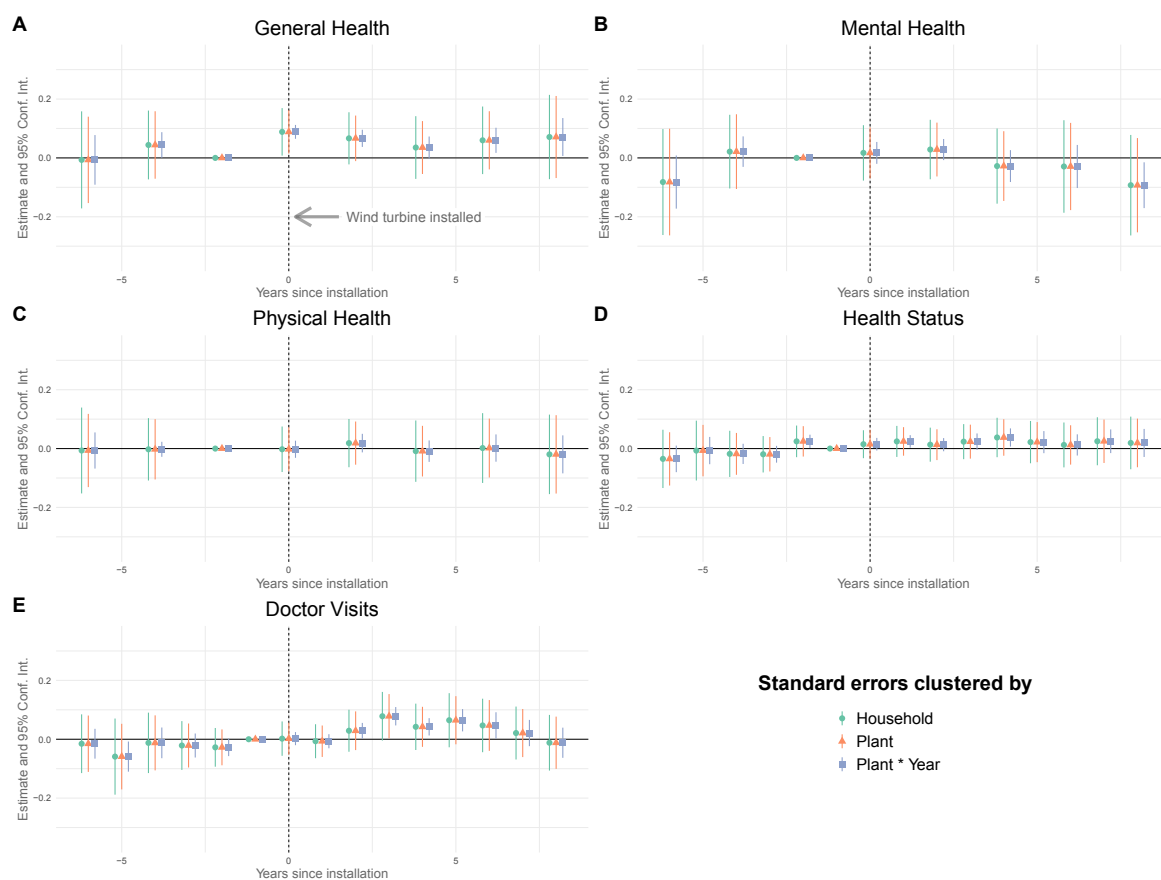 A
General Health
Estimate and 95% Conf. Int.
0.2
0.0
−0.2
Wind turbine installed
−5
0
5
Years since installation
B
Mental Health
Estimate and 95% Conf. Int.
0.2
0.0
−0.2
−5
0
5
Years since installation
C
Physical Health
Estimate and 95% Conf. Int.
0.2
0.0
−0.2
−5
0
5
Years since installation
D
Health Status
Estimate and 95% Conf. Int.
0.2
0.0
−0.2
−5
0
5
Years since installation
E
Doctor Visits
Estimate and 95% Conf. Int.
0.2
0.0
−0.2
−5
0
5
Years since installation
Standard errors clustered by
Household
Plant
Plant * Year